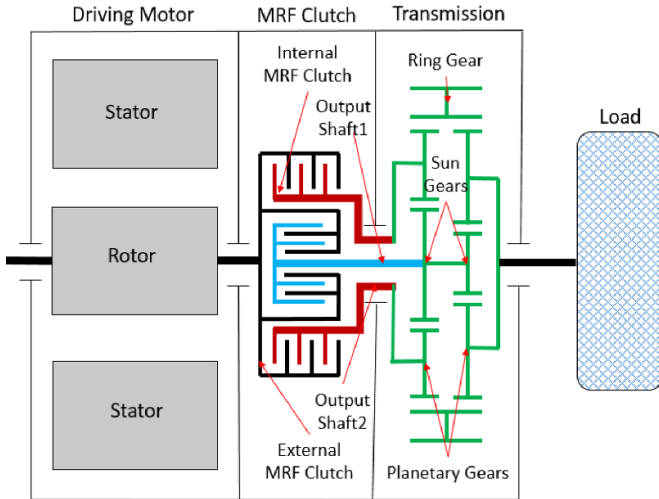 Driving Motor
MRF Clutch
Transmission
Internal
MRF Clutch
Ring Gear
Stator
Output
Shaft1
Load
Sun
Gears
Rotor
Stator
Output
Shaft2
External
MRF Clutch
Planetary Gears